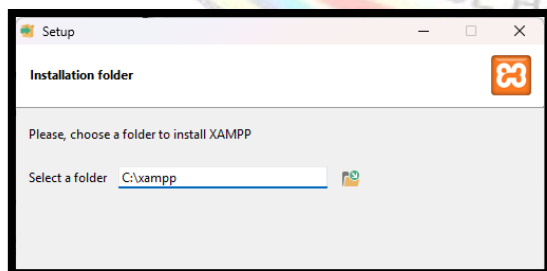 Setup
Installation folder
Please, choose a folder to install XAMPP
Select a folder C:\xampp